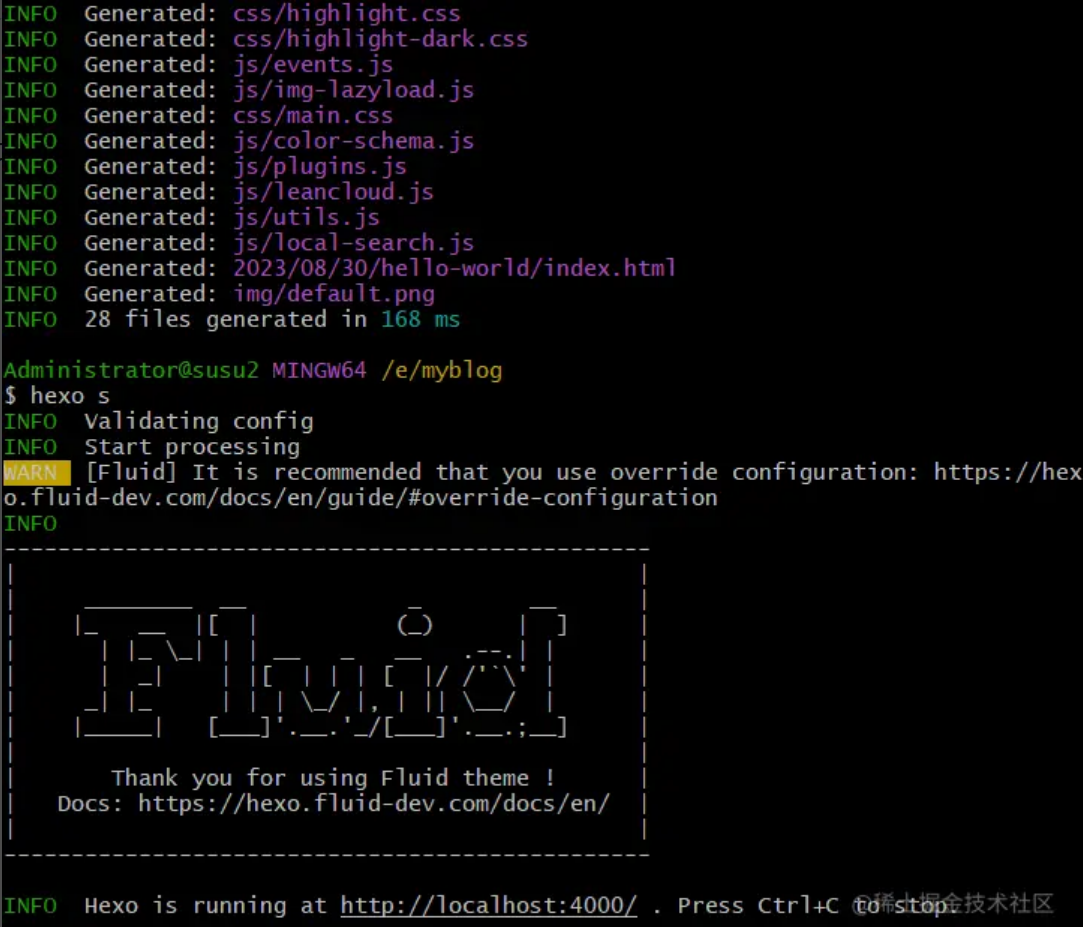 INFO  Generated: css/highlight.css
INFO  Generated: css/highlight-dark.css
INFO  Generated: js/events.js
INFO  Generated: js/img-lazyload.js
INFO  Generated: css/main.css
INFO  Generated: js/color-schema.js
INFO  Generated: js/plugins.js
INFO  Generated: js/leancloud.js
INFO  Generated: js/utils.js
INFO  Generated: js/local-search.js
INFO  Generated: 2023/08/30/hello-world/index.html
INFO  Generated: img/default.png
INFO  28 files generated in 168 ms
Administrator@susu2 MINGW64 /e/myblog
$ hexo s
INFO  Validating config
INFO  Start processing
WARN  [Fluid] It is recommended that you use override configuration: https://hex
o.fluid-dev.com/docs/en/guide/#override-configuration
INFO
Fluid
Thank you for using Fluid theme !
Docs: https://hexo.fluid-dev.com/docs/en/
INFO  Hexo is running at http://localhost:4000/ . Press Ctrl+C to stop.
@稀土掘金技术社区